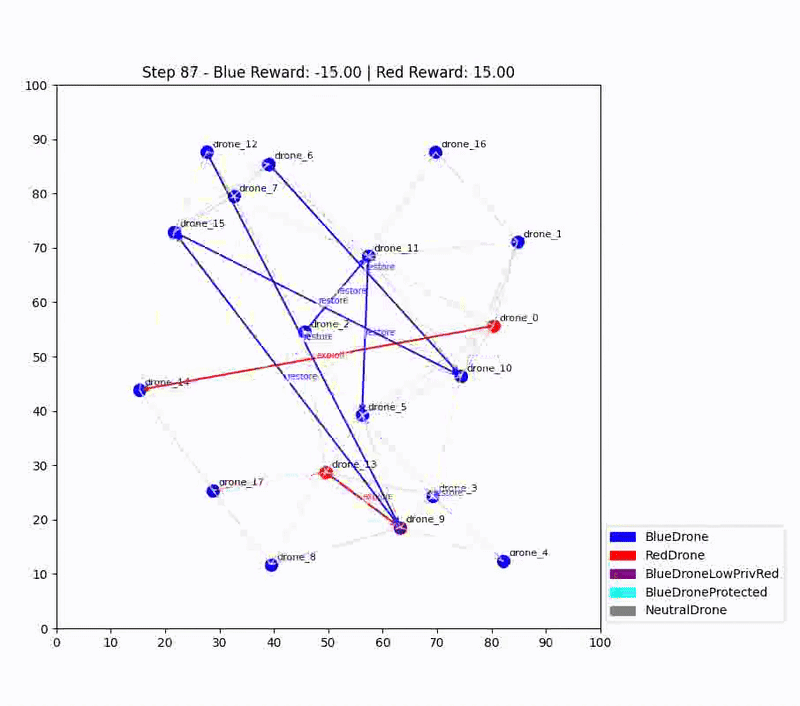 Step 87 - Blue Reward: -15.00 | Red Reward: 15.00
100
90
80
70
60
50
40
30
20
10
0
0 10 20 30 40 50 60 70 80 90 100
drone_12
drone_6
drone_16
drone_7
drone_15
drone_1
drone_11
restore
restore
restore
drone_0
drone_2
restore
restore
exploit
drone_10
restore
drone_14
drone_5
drone_13
drone_17
drone_3
restore
drone_9
drone_8
drone_4
BlueDrone
RedDrone
BlueDroneLowPrivRed
BlueDroneProtected
NeutralDrone